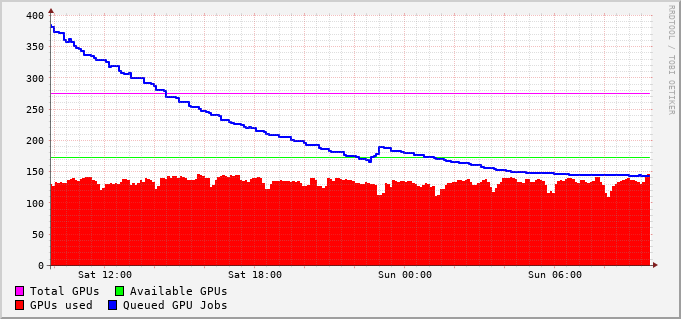 400
350
300
250
200
150
100
50
0
Sat 12:00 Sat 18:00 Sun 00:00 Sun 06:00
Total GPUs Available GPUs
GPUs used Queued GPU Jobs
RRDTOOL / TOBI OETIKER